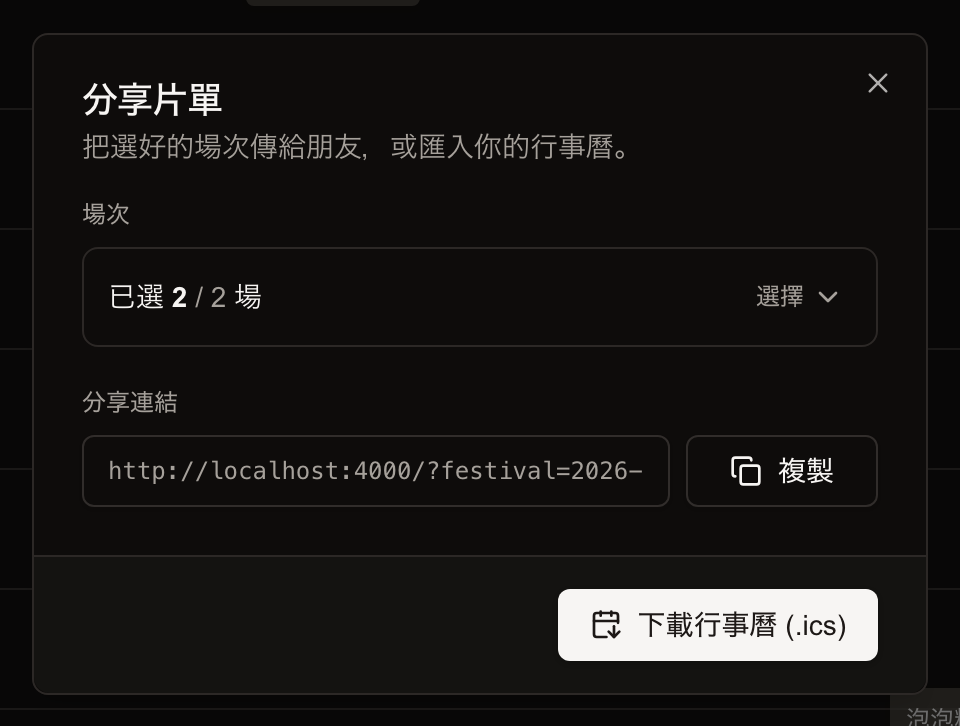 分享片單
把選好的場次傳給朋友，或匯入你的行事曆。
場次
已選 2 / 2 場
選擇
分享連結
http://localhost:4000/?festival=2026-
複製
下載行事曆 (.ics)
泡泡